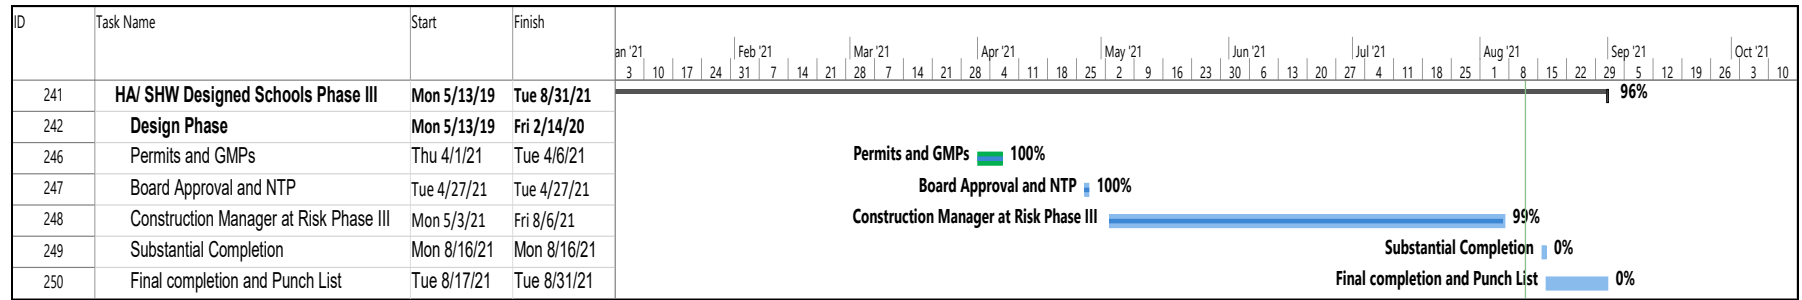 ID Task Name Start Finish
an '21 Feb '21 Mar '21 Apr '21 May '21 Jun '21 Jul '21 Aug '21 Sep '21 Oct '21
3 10 17 24 31 7 14 21 28 7 14 21 28 4 11 18 25 2 9 16 23 30 6 13 20 27 4 11 18 25 1 8 15 22 29 5 12 19 26 3 10
241 HA/ SHW Designed Schools Phase III Mon 5/13/19 Tue 8/31/21 96%
242 Design Phase Mon 5/13/19 Fri 2/14/20
246 Permits and GMPs Thu 4/1/21 Tue 4/6/21 Permits and GMPs 100%
247 Board Approval and NTP Tue 4/27/21 Tue 4/27/21 Board Approval and NTP 100%
248 Construction Manager at Risk Phase III Mon 5/3/21 Fri 8/6/21 Construction Manager at Risk Phase III 99%
249 Substantial Completion Mon 8/16/21 Mon 8/16/21 Substantial Completion 0%
250 Final completion and Punch List Tue 8/17/21 Tue 8/31/21 Final completion and Punch List 0%